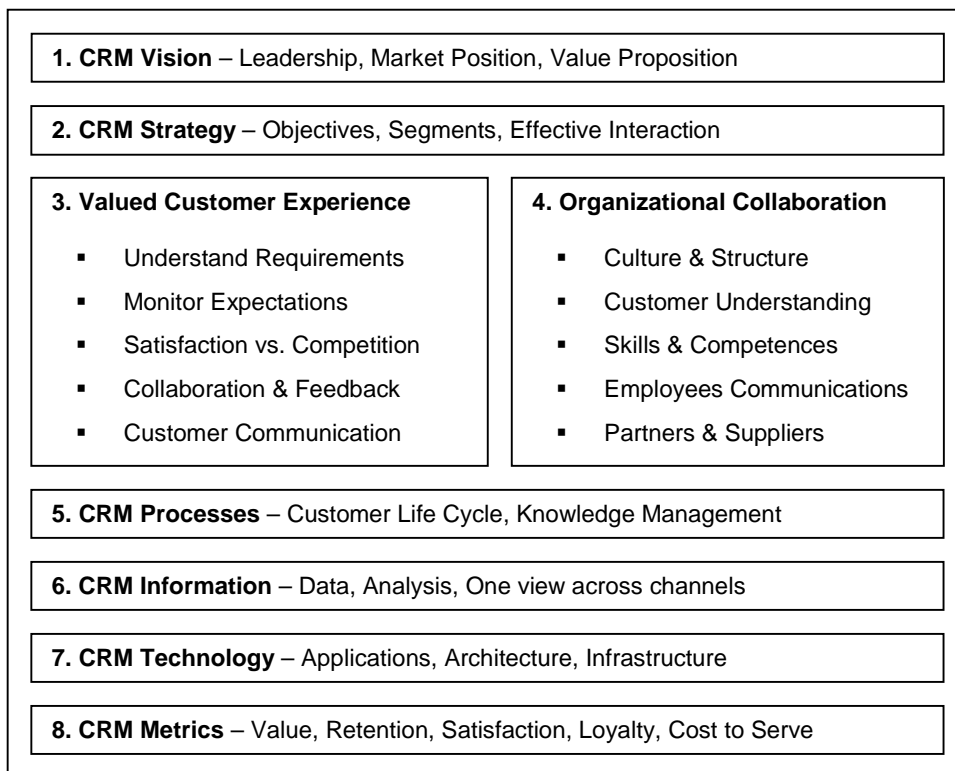 1. CRM Vision – Leadership, Market Position, Value Proposition
2. CRM Strategy – Objectives, Segments, Effective Interaction
3. Valued Customer Experience
▪ Understand Requirements
▪ Monitor Expectations
▪ Satisfaction vs. Competition
▪ Collaboration & Feedback
▪ Customer Communication
4. Organizational Collaboration
▪ Culture & Structure
▪ Customer Understanding
▪ Skills & Competences
▪ Employees Communications
▪ Partners & Suppliers
5. CRM Processes – Customer Life Cycle, Knowledge Management
6. CRM Information – Data, Analysis, One view across channels
7. CRM Technology – Applications, Architecture, Infrastructure
8. CRM Metrics – Value, Retention, Satisfaction, Loyalty, Cost to Serve